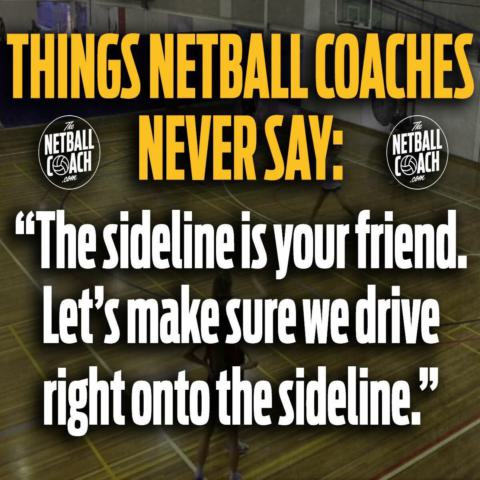 THINGS NETBALL COACHES
NEVER SAY:
The
NETBALL
COACH
.com
The
NETBALL
COACH
.com
“The sideline is your friend.
Let’s make sure we drive
right onto the sideline.”